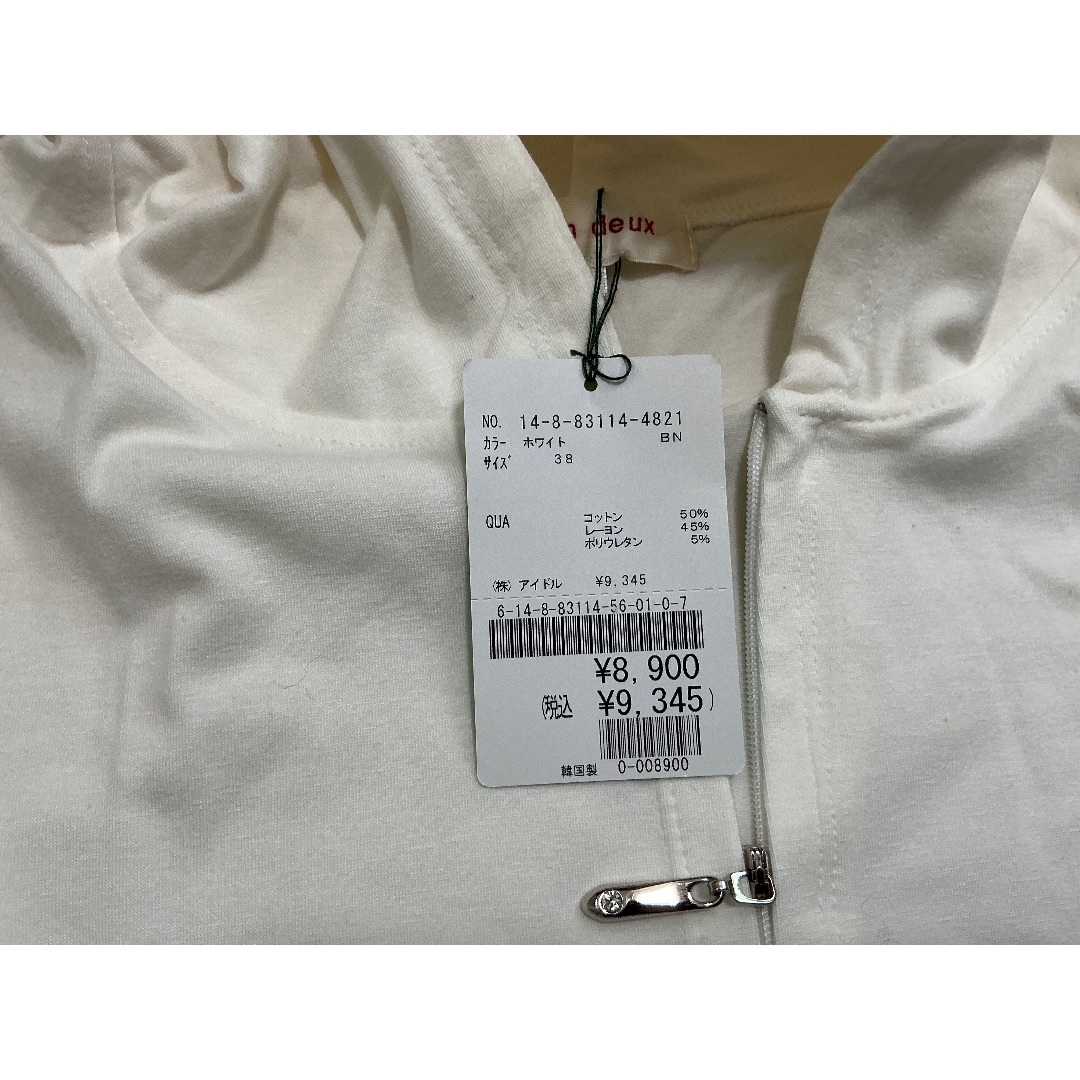 deux
NO. 14-8-83114-4821
カラー ホワイト BN
サイズ 38
QUA コットン 50%
レーヨン 45%
ポリウレタン 5%
(株) アイドル ¥9,345
6-14-8-83114-56-01-0-7
¥8,900
(税込 ¥9,345)
韓国製 0-008900